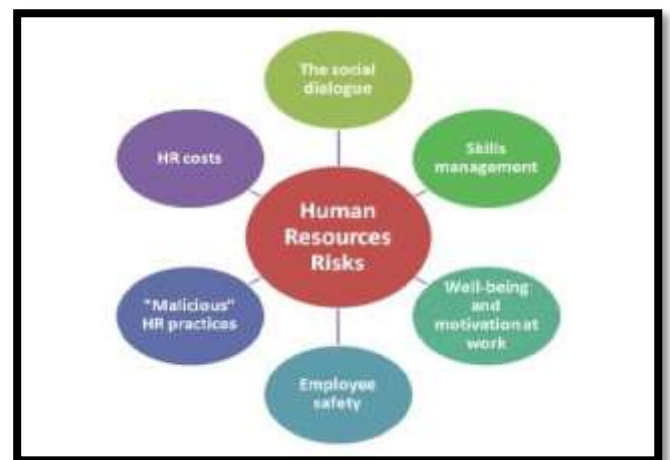 The social
dialogue
Skills
management
Well-being
and
motivation at
work
Employee
safety
"Malicious"
HR practices
HR costs
Human
Resources
Risks